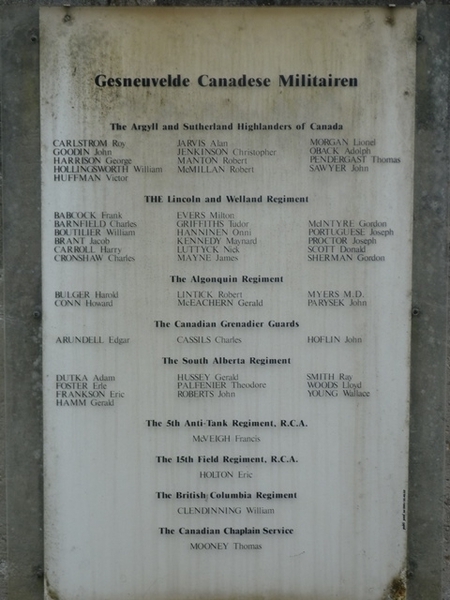 Gesneuvelde Canadese Militairen
The Argyll and Sutherland Highlanders of Canada
CARLSTROM Roy JARVIS Alan MORGAN Lionel
GOODIN John JENKINSON Christopher OBACK Adolph
HARRISON George MANTON Robert PENDERGAST Thomas
HOLLINGSWORTH William McMILLAN Robert SAWYER John
HUFFMAN Victor
THE Lincoln and Welland Regiment
BABCOCK Frank EVERS Milton
BARNFIELD Charles GRIFFITHS Tudor McINTYRE Gordon
BOUTILIER William HANNINEN Onni PORTUGUESE Joseph
BRANT Jacob KENNEDY Maynard PROCTOR Joseph
CARROLL Harry LUTTYCK Nick SCOTT Donald
CRONSHAW Charles MAYNE James SHERMAN Gordon
The Algonquin Regiment
BULGER Harold LINTICK Robert MYERS M.D.
CONN Howard McEACHERN Gerald PARYSEK John
The Canadian Grenadier Guards
ARUNDELL Edgar CASSILS Charles HOFLIN John
The South Alberta Regiment
DUTKA Adam HUSSEY Gerald SMITH Ray
FOSTER Erle PALFENIER Theodore WOODS Lloyd
FRANKSON Eric ROBERTS John YOUNG Wallace
HAMM Gerald
The 5th Anti-Tank Regiment, R.C.A.
McVEIGH Francis
The 15th Field Regiment, R.C.A.
HOLTON Eric
The British Columbia Regiment
CLENDINNING William
The Canadian Chaplain Service
MOONEY Thomas